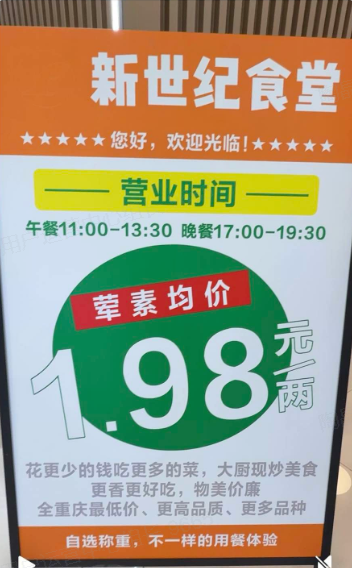 新世纪食堂
★★★★★您好，欢迎光临！★★★★★
营业时间
午餐11:00-13:30 晚餐17:00-19:30
荤素均价
1.98元/两
花更少的钱吃更多的菜，大厨现炒美食
更香更好吃，物美价廉
全重庆最低价、更高品质、更多品种
自选称重，不一样的用餐体验